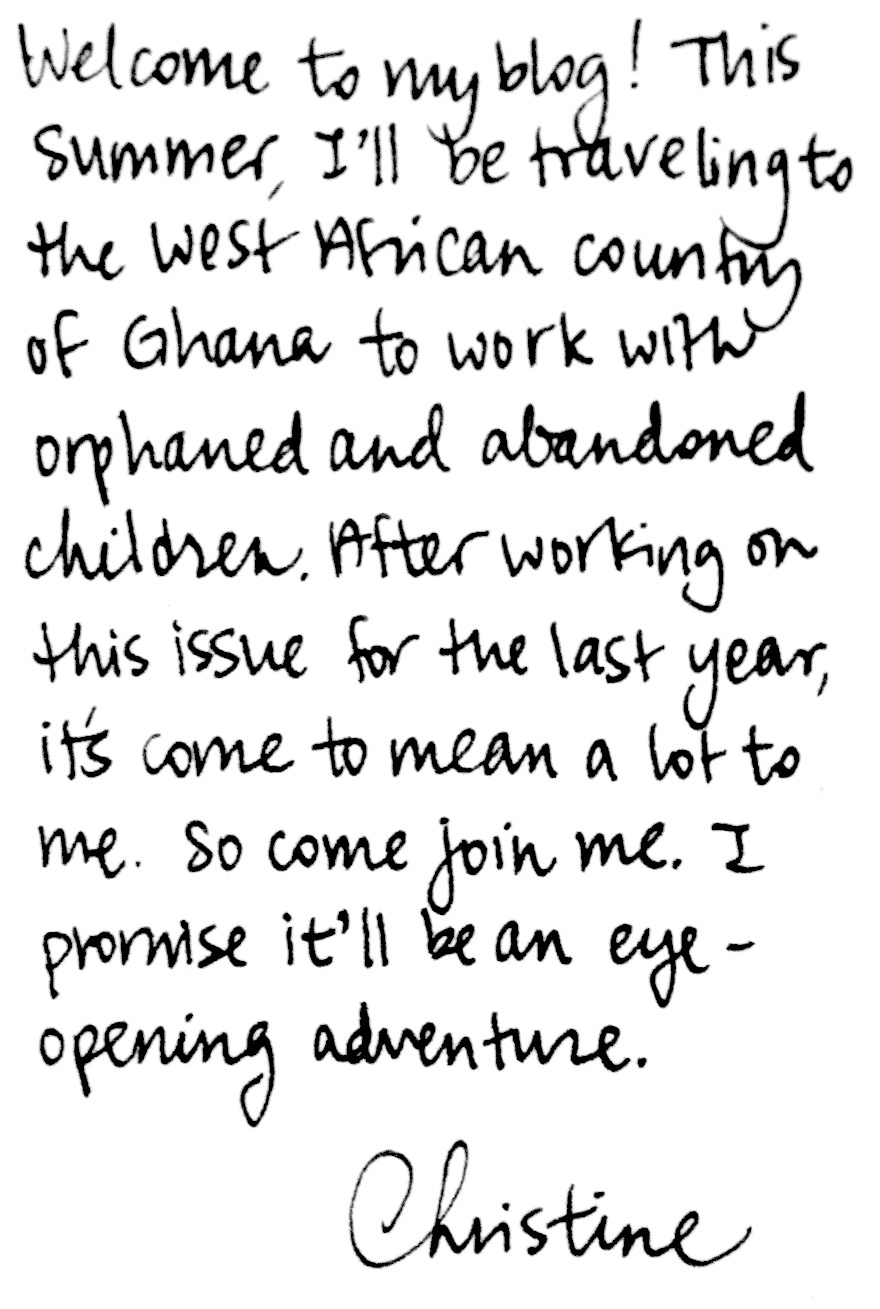 Welcome to my blog! This
summer, I'll be traveling to
the West African country
of Ghana to work with
orphaned and abandoned
children. After working on
this issue for the last year,
it's come to mean a lot to
me. So come join me. I
promise it'll be an eye-
opening adventure.
Christine